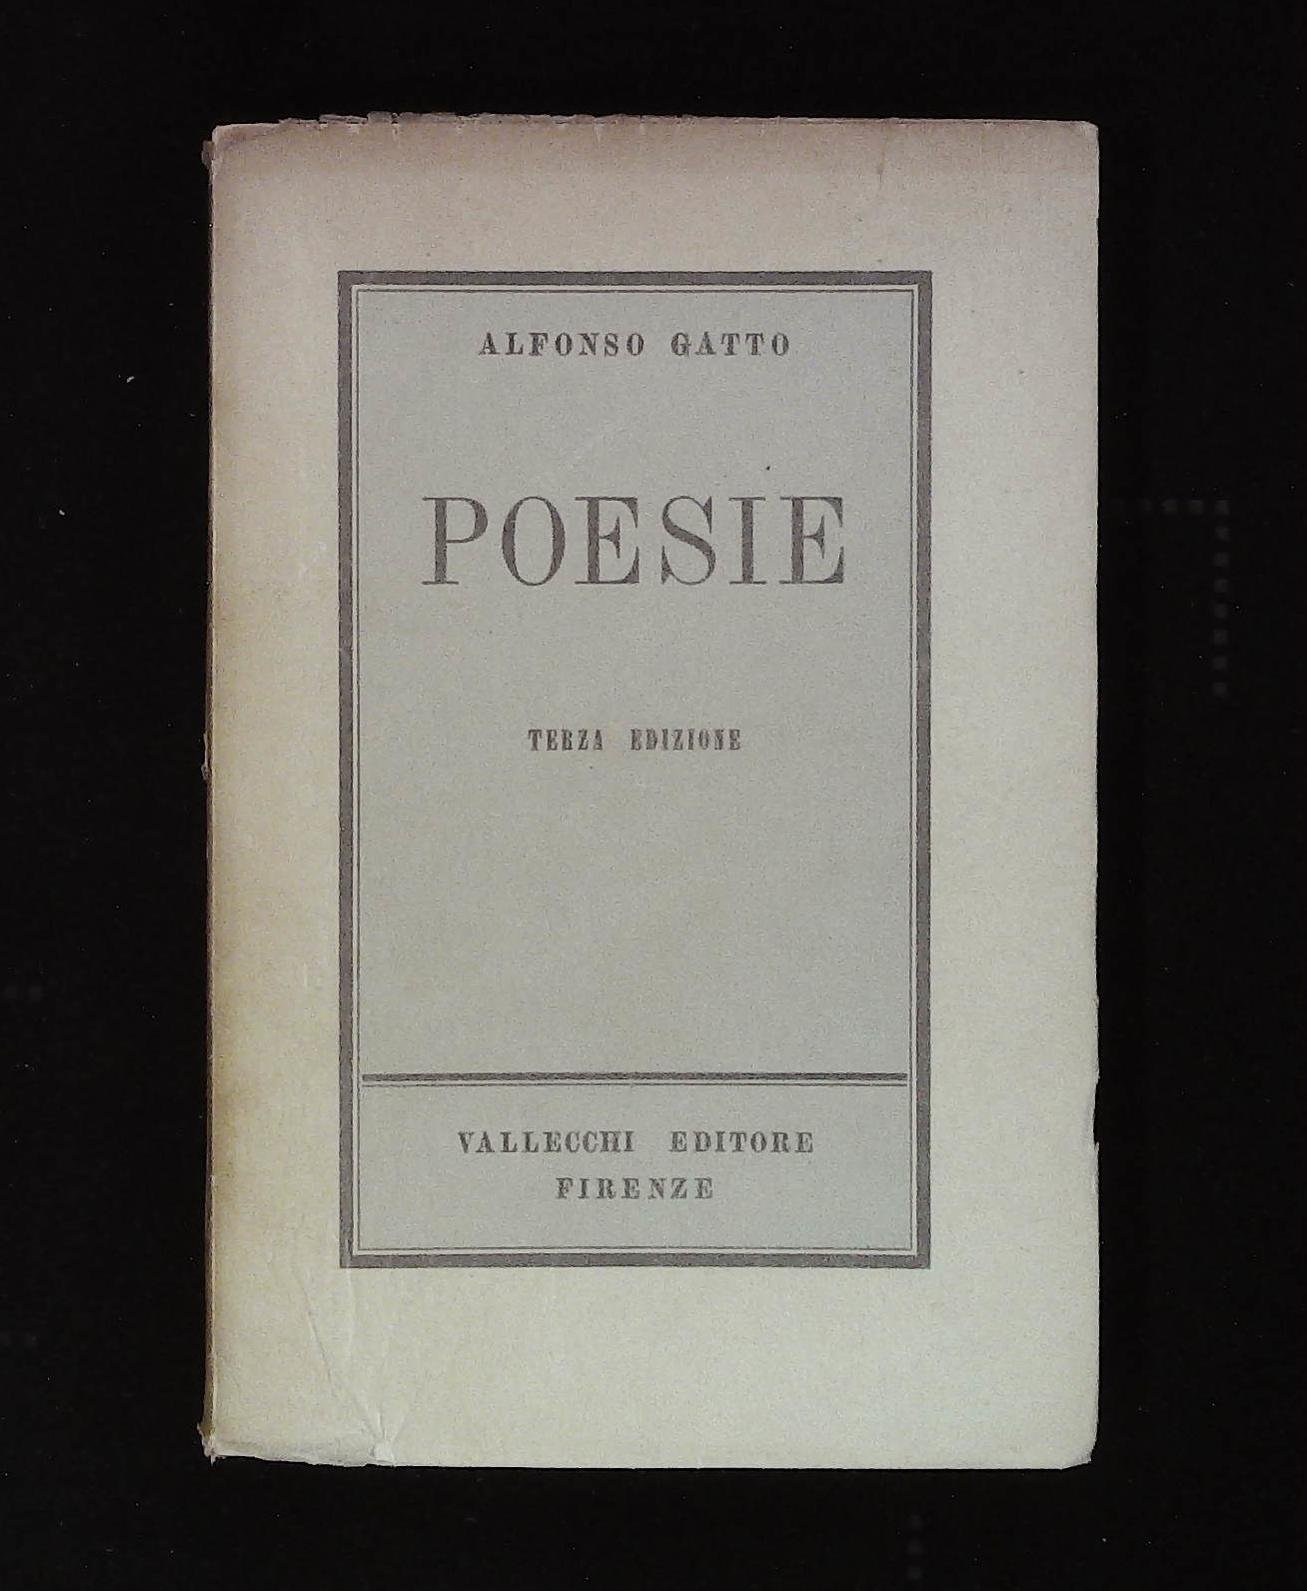 ALFONSO GATTO
POESIE
TERZA EDIZIONE
VALLECCHI EDITORE
FIRENZE